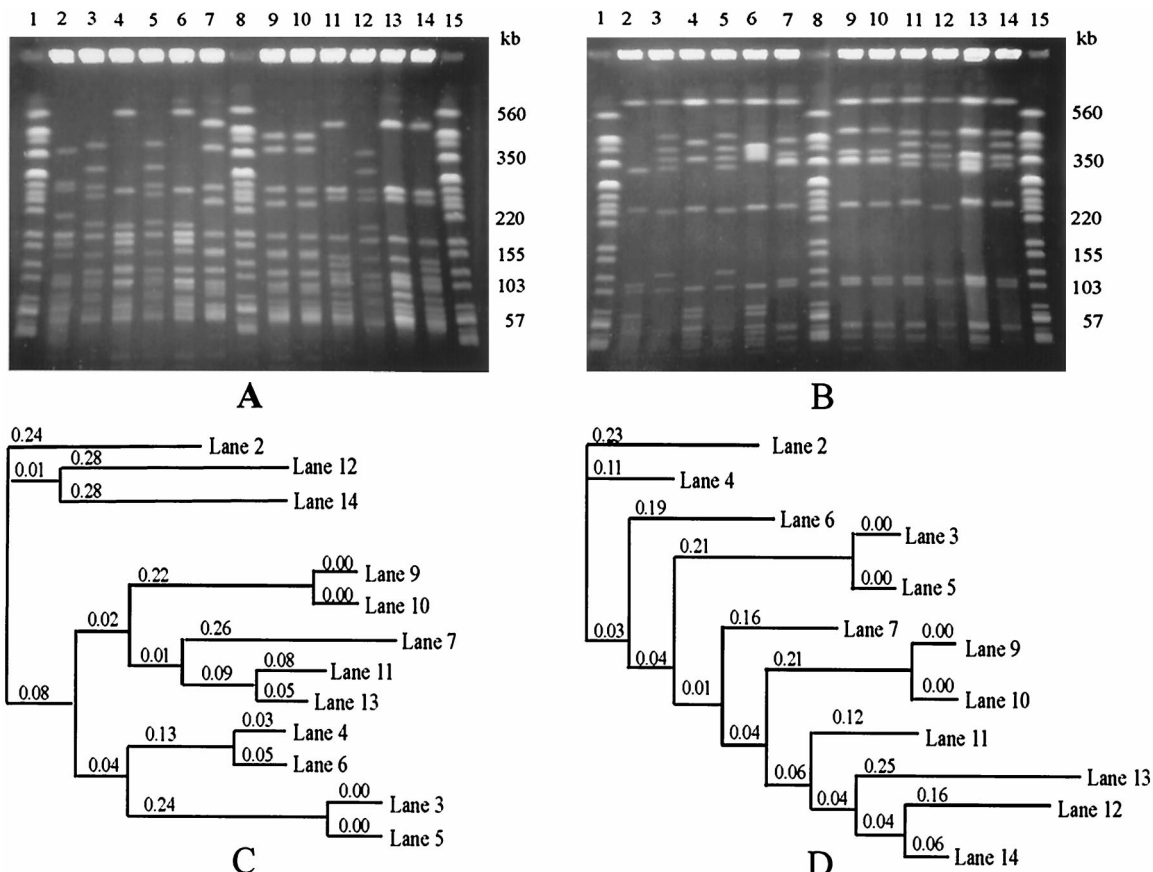 1 2 3 4 5 6 7 8 9 10 11 12 13 14 15
kb
560
350
220
155
103
57
A
1 2 3 4 5 6 7 8 9 10 11 12 13 14 15
kb
560
350
220
155
103
57
B
0.24 Lane 2
0.28 Lane 12
0.01
0.28 Lane 14
0.00 Lane 9
0.22
0.00 Lane 10
0.02
0.26 Lane 7
0.01
0.08 Lane 11
0.09
0.05 Lane 13
0.08
0.03 Lane 4
0.13
0.05 Lane 6
0.04
0.00 Lane 3
0.24
0.00 Lane 5
C
0.23 Lane 2
0.11 Lane 4
0.19 Lane 6
0.00 Lane 3
0.21
0.00 Lane 5
0.03
0.16 Lane 7
0.04
0.00 Lane 9
0.21
0.00 Lane 10
0.01
0.12 Lane 11
0.04
0.25 Lane 13
0.06
0.16 Lane 12
0.04
0.04
0.06 Lane 14
D